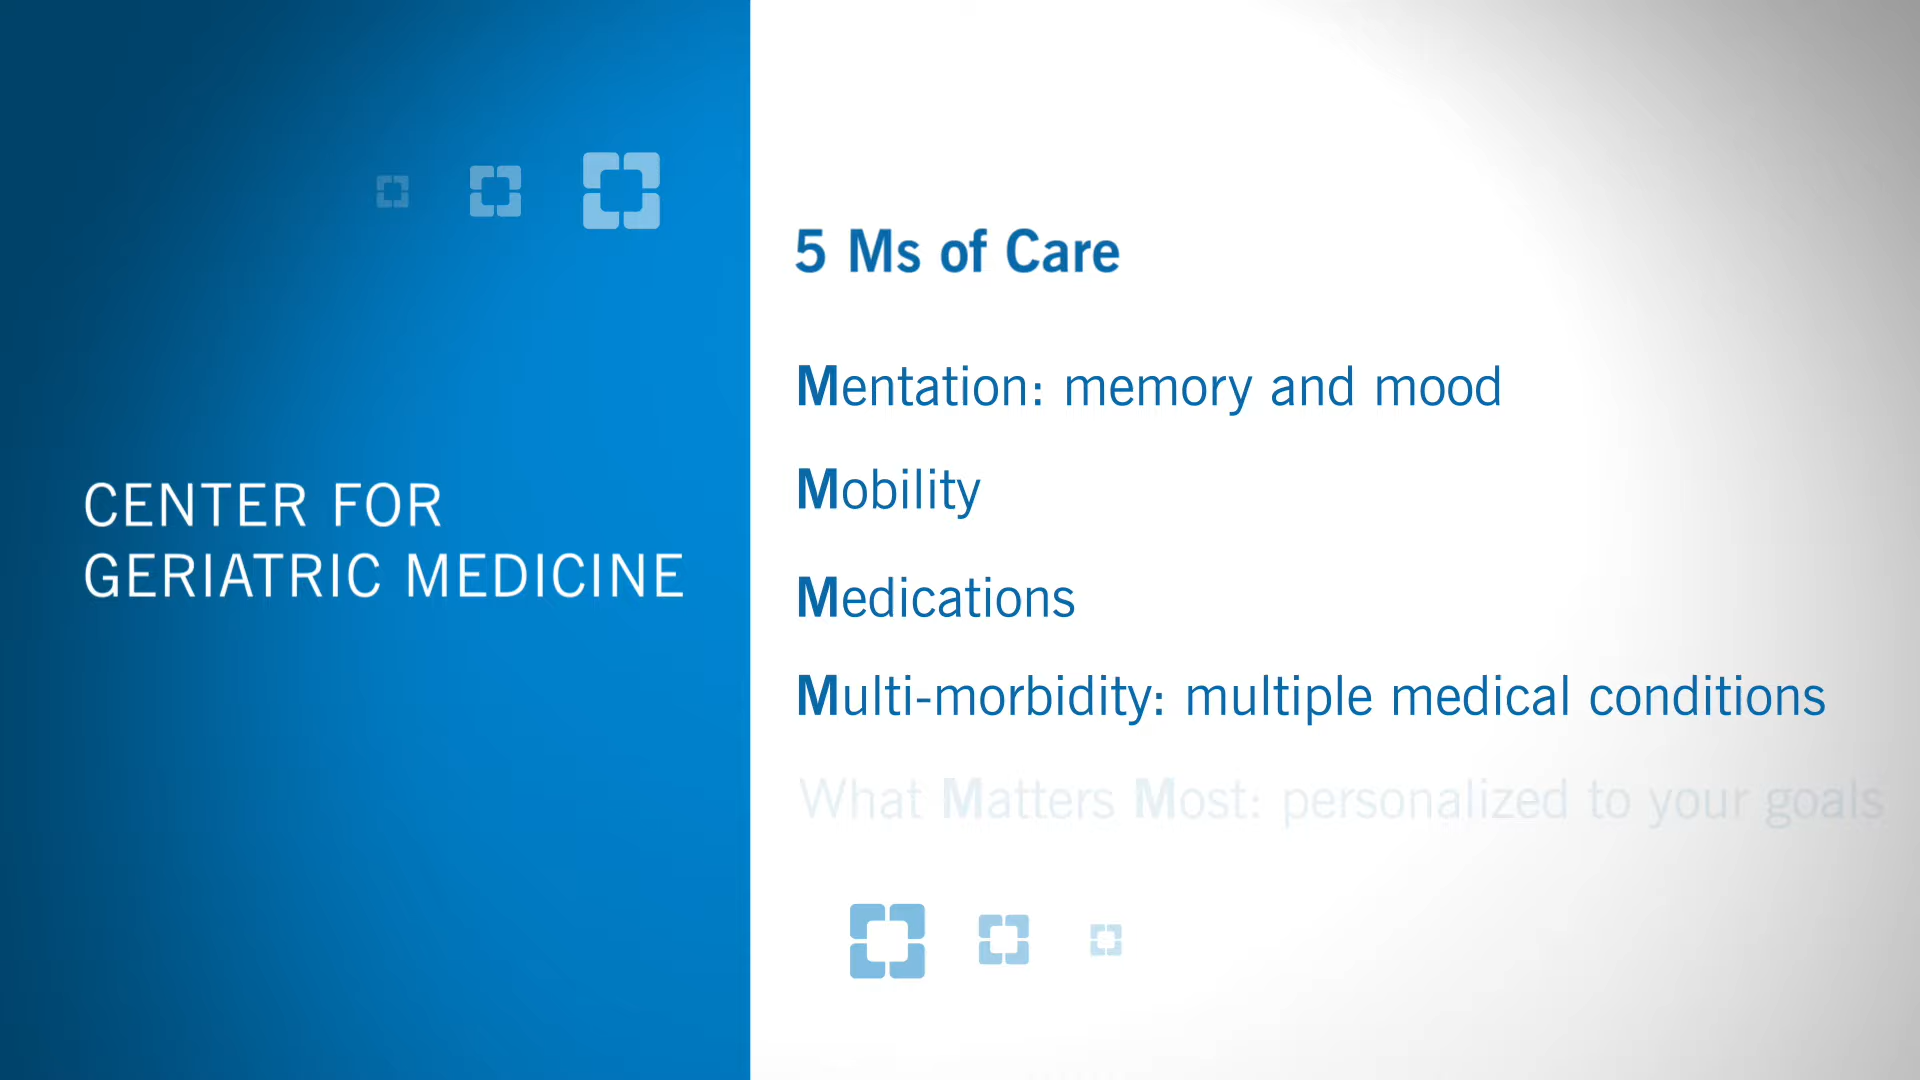 CENTER FOR
GERIATRIC MEDICINE
5 Ms of Care
Mentation: memory and mood
Mobility
Medications
Multi-morbidity: multiple medical conditions
What Matters Most: personalized to your goals